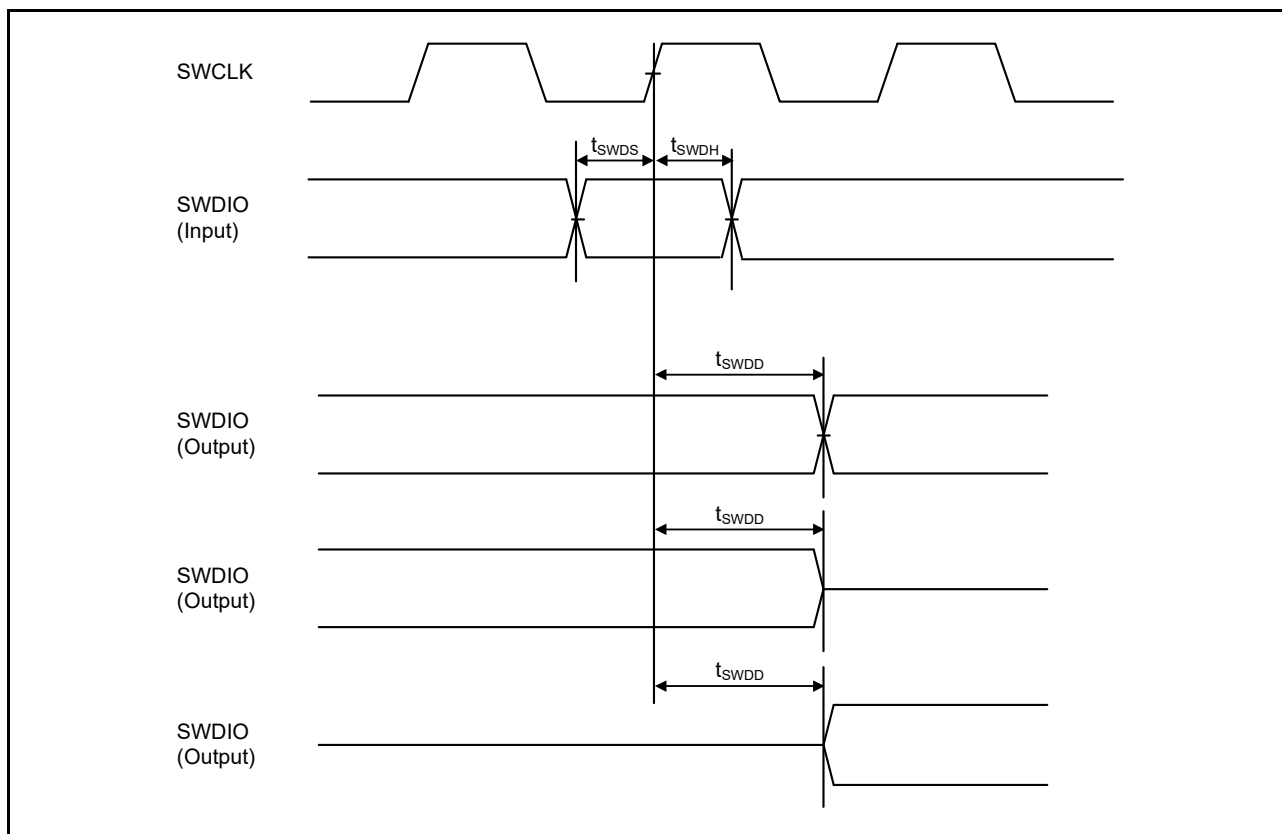 SWCLK
tSWDS
tSWDH
SWDIO
(Input)
tSWDD
SWDIO
(Output)
tSWDD
SWDIO
(Output)
tSWDD
SWDIO
(Output)